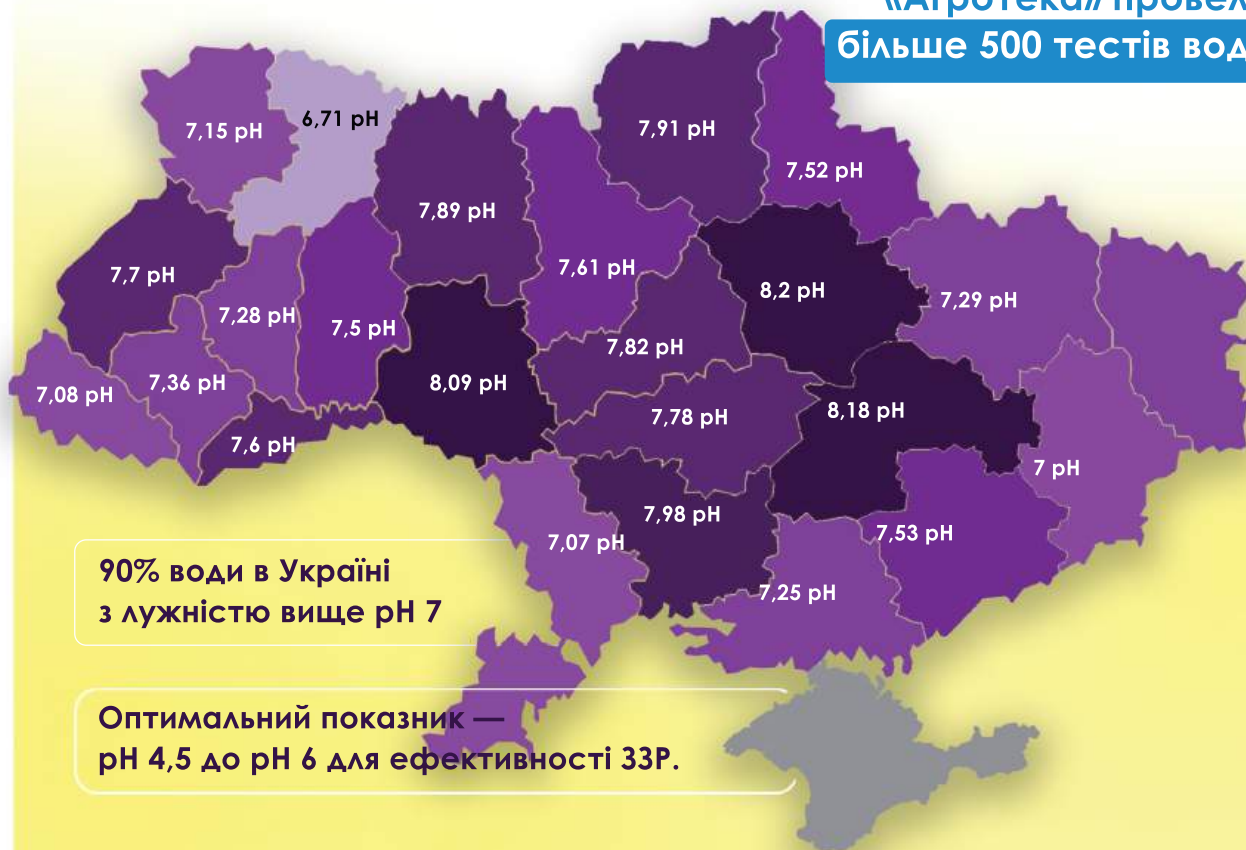 «Агротека» провел
більше 500 тестів вод
7,15 pH
6,71 pH
7,91 pH
7,52 pH
7,89 pH
7,61 pH
7,7 pH
7,28 pH
7,5 pH
8,2 pH
7,29 pH
7,82 pH
7,08 pH
7,36 pH
8,09 pH
7,78 pH
8,18 pH
7,6 pH
7 pH
7,98 pH
7,07 pH
7,53 pH
7,25 pH
90% води в Україні
з лужністю вище pH 7
Оптимальний показник —
pH 4,5 до pH 6 для ефективності ЗЗР.